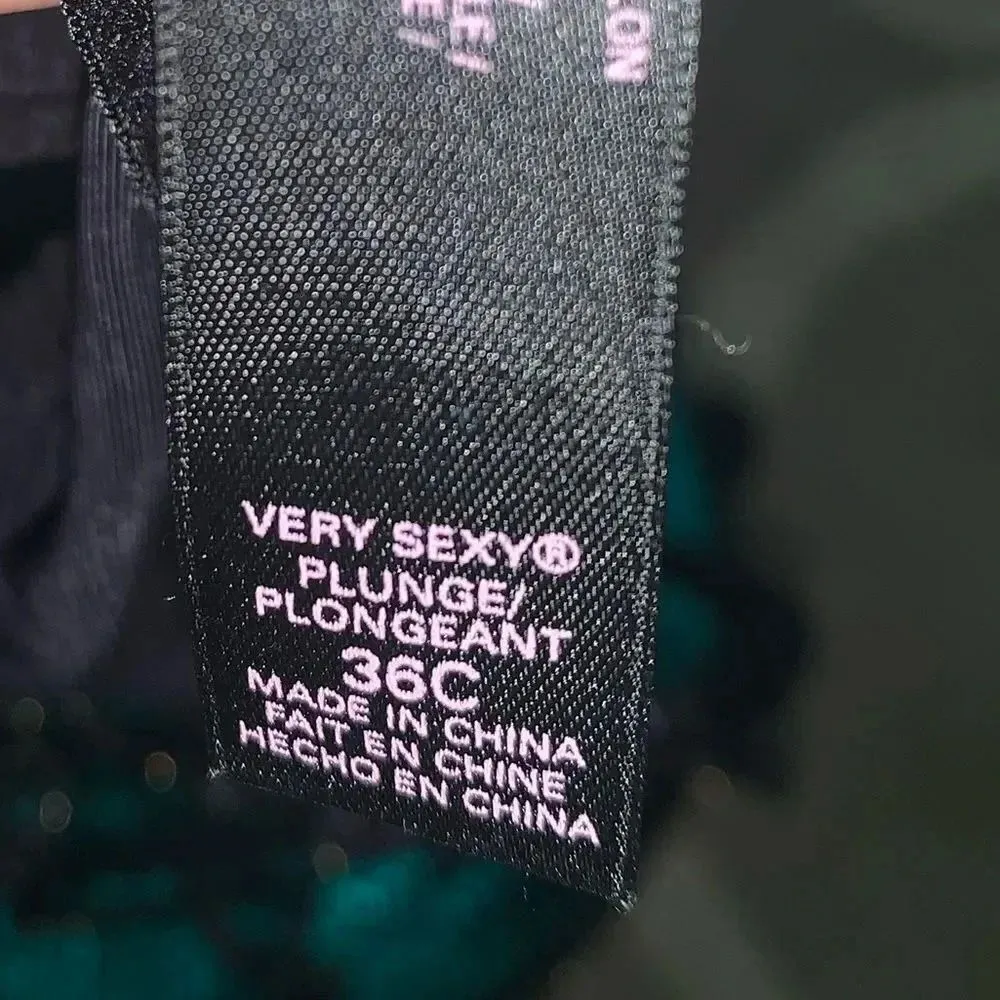 VERY SEXY®
PLUNGE/
PLONGEANT
36C
MADE IN CHINA
FAIT EN CHINE
HECHO EN CHINA